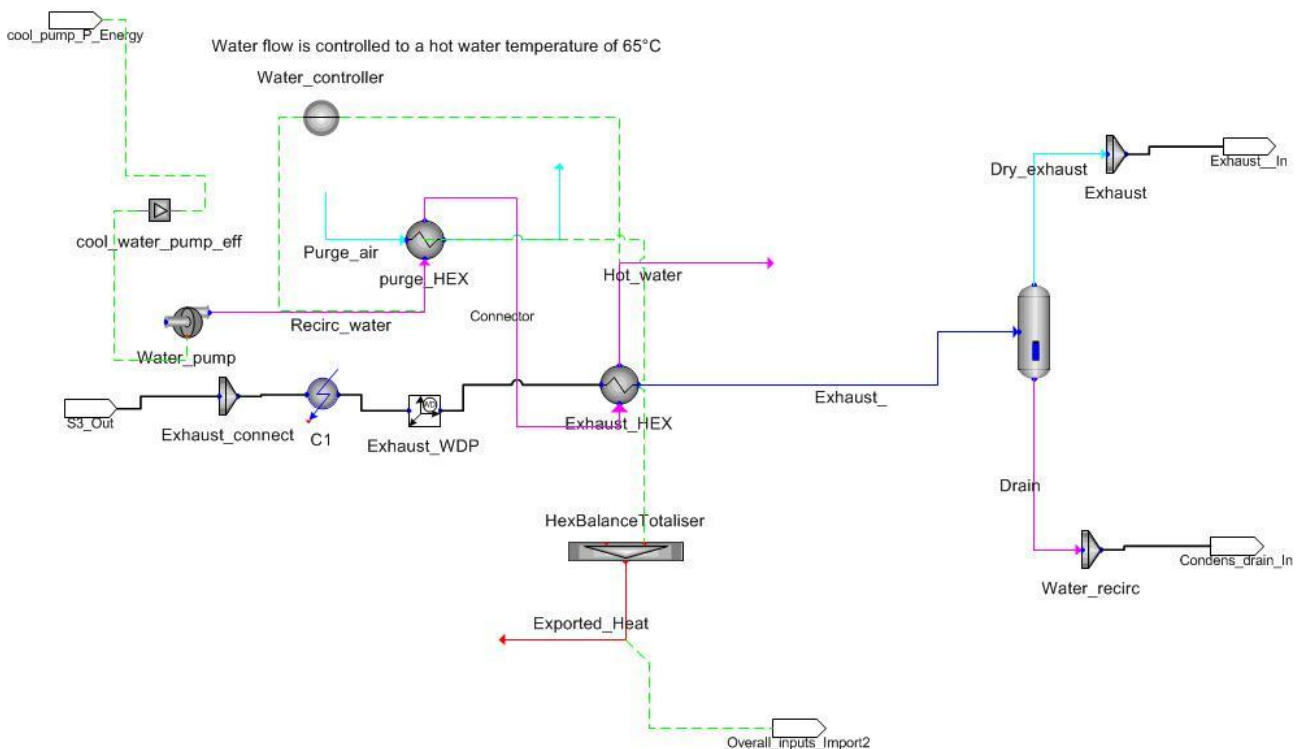 cool_pump_P_Energy
Water flow is controlled to a hot water temperature of 65°C
Water_controller
Dry_exhaust
Exhaust
Exhaust__In
cool_water_pump_eff
Purge_air
purge_HEX
Hot_water
Recirc_water
Connector
Water_pump
S3_Out
Exhaust_connect
C1
WD
Exhaust_WDP
Exhaust_HEX
Exhaust_
Drain
HexBalanceTotaliser
Water_recirc
Condens_drain_In
Exported_Heat
Overall_inputs_Import2